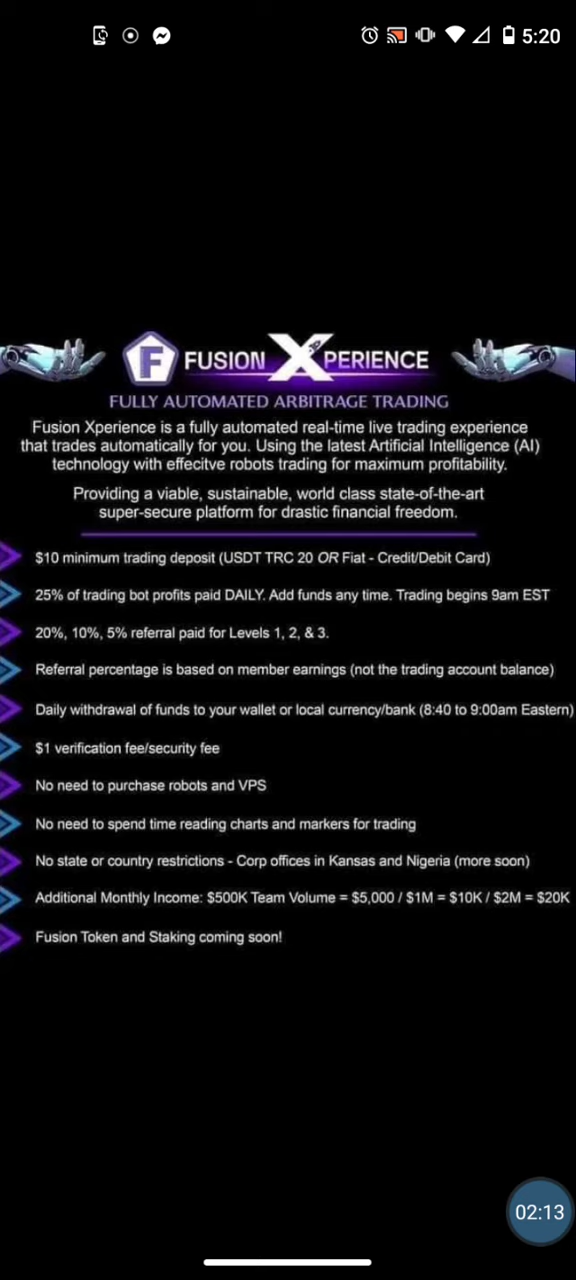 5:20
F FUSION XPERIENCE
FULLY AUTOMATED ARBITRAGE TRADING
Fusion Xperience is a fully automated real-time live trading experience
that trades automatically for you. Using the latest Artificial Intelligence (AI)
technology with effecitve robots trading for maximum profitability.
Providing a viable, sustainable, world class state-of-the-art
super-secure platform for drastic financial freedom.
$10 minimum trading deposit (USDT TRC 20 OR Fiat - Credit/Debit Card)
25% of trading bot profits paid DAILY. Add funds any time. Trading begins 9am EST
20%, 10%, 5% referral paid for Levels 1, 2, & 3.
Referral percentage is based on member earnings (not the trading account balance)
Daily withdrawal of funds to your wallet or local currency/bank (8:40 to 9:00am Eastern)
$1 verification fee/security fee
No need to purchase robots and VPS
No need to spend time reading charts and markers for trading
No state or country restrictions - Corp offices in Kansas and Nigeria (more soon)
Additional Monthly Income: $500K Team Volume = $5,000 / $1M = $10K / $2M = $20K
Fusion Token and Staking coming soon!
02:13